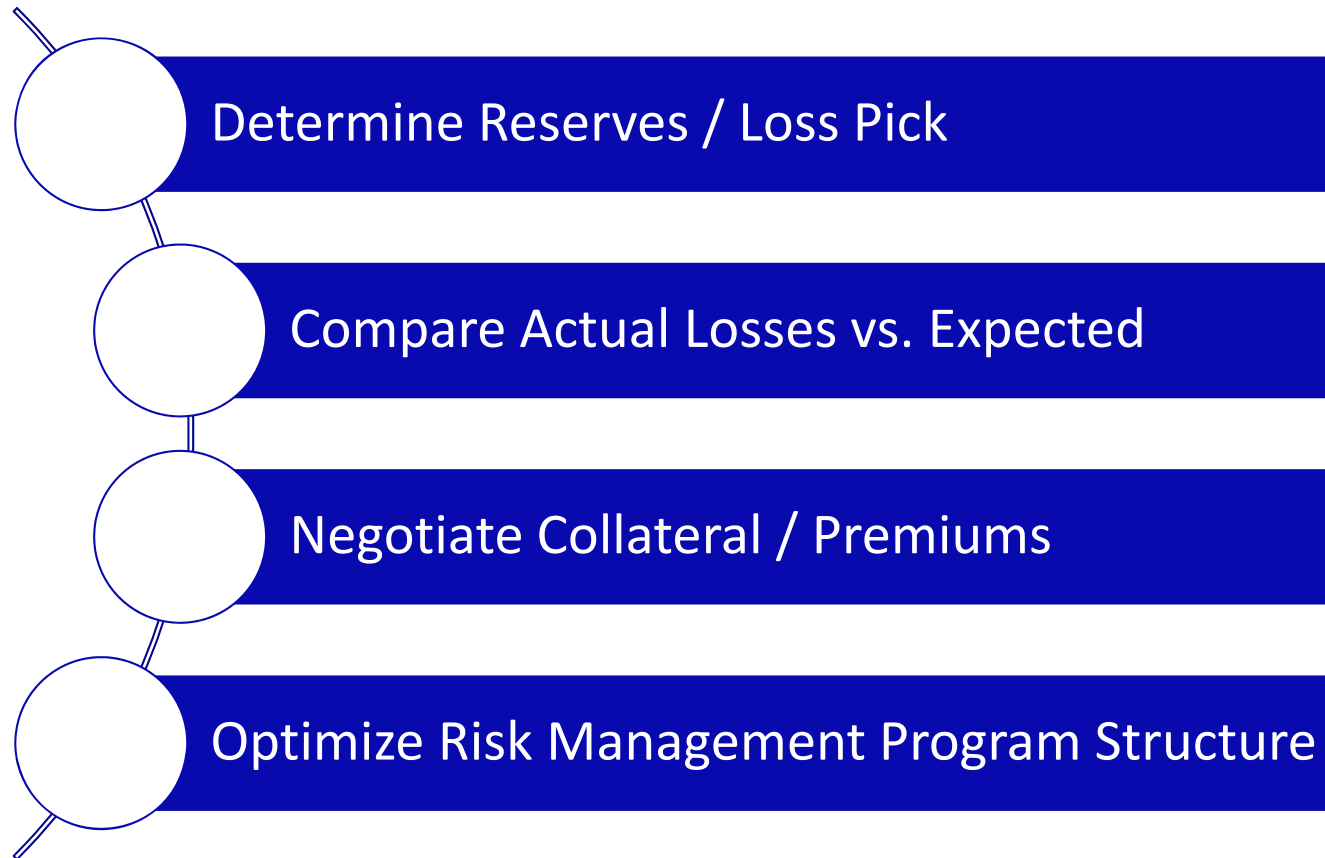 Determine Reserves / Loss Pick
Compare Actual Losses vs. Expected
Negotiate Collateral / Premiums
Optimize Risk Management Program Structure